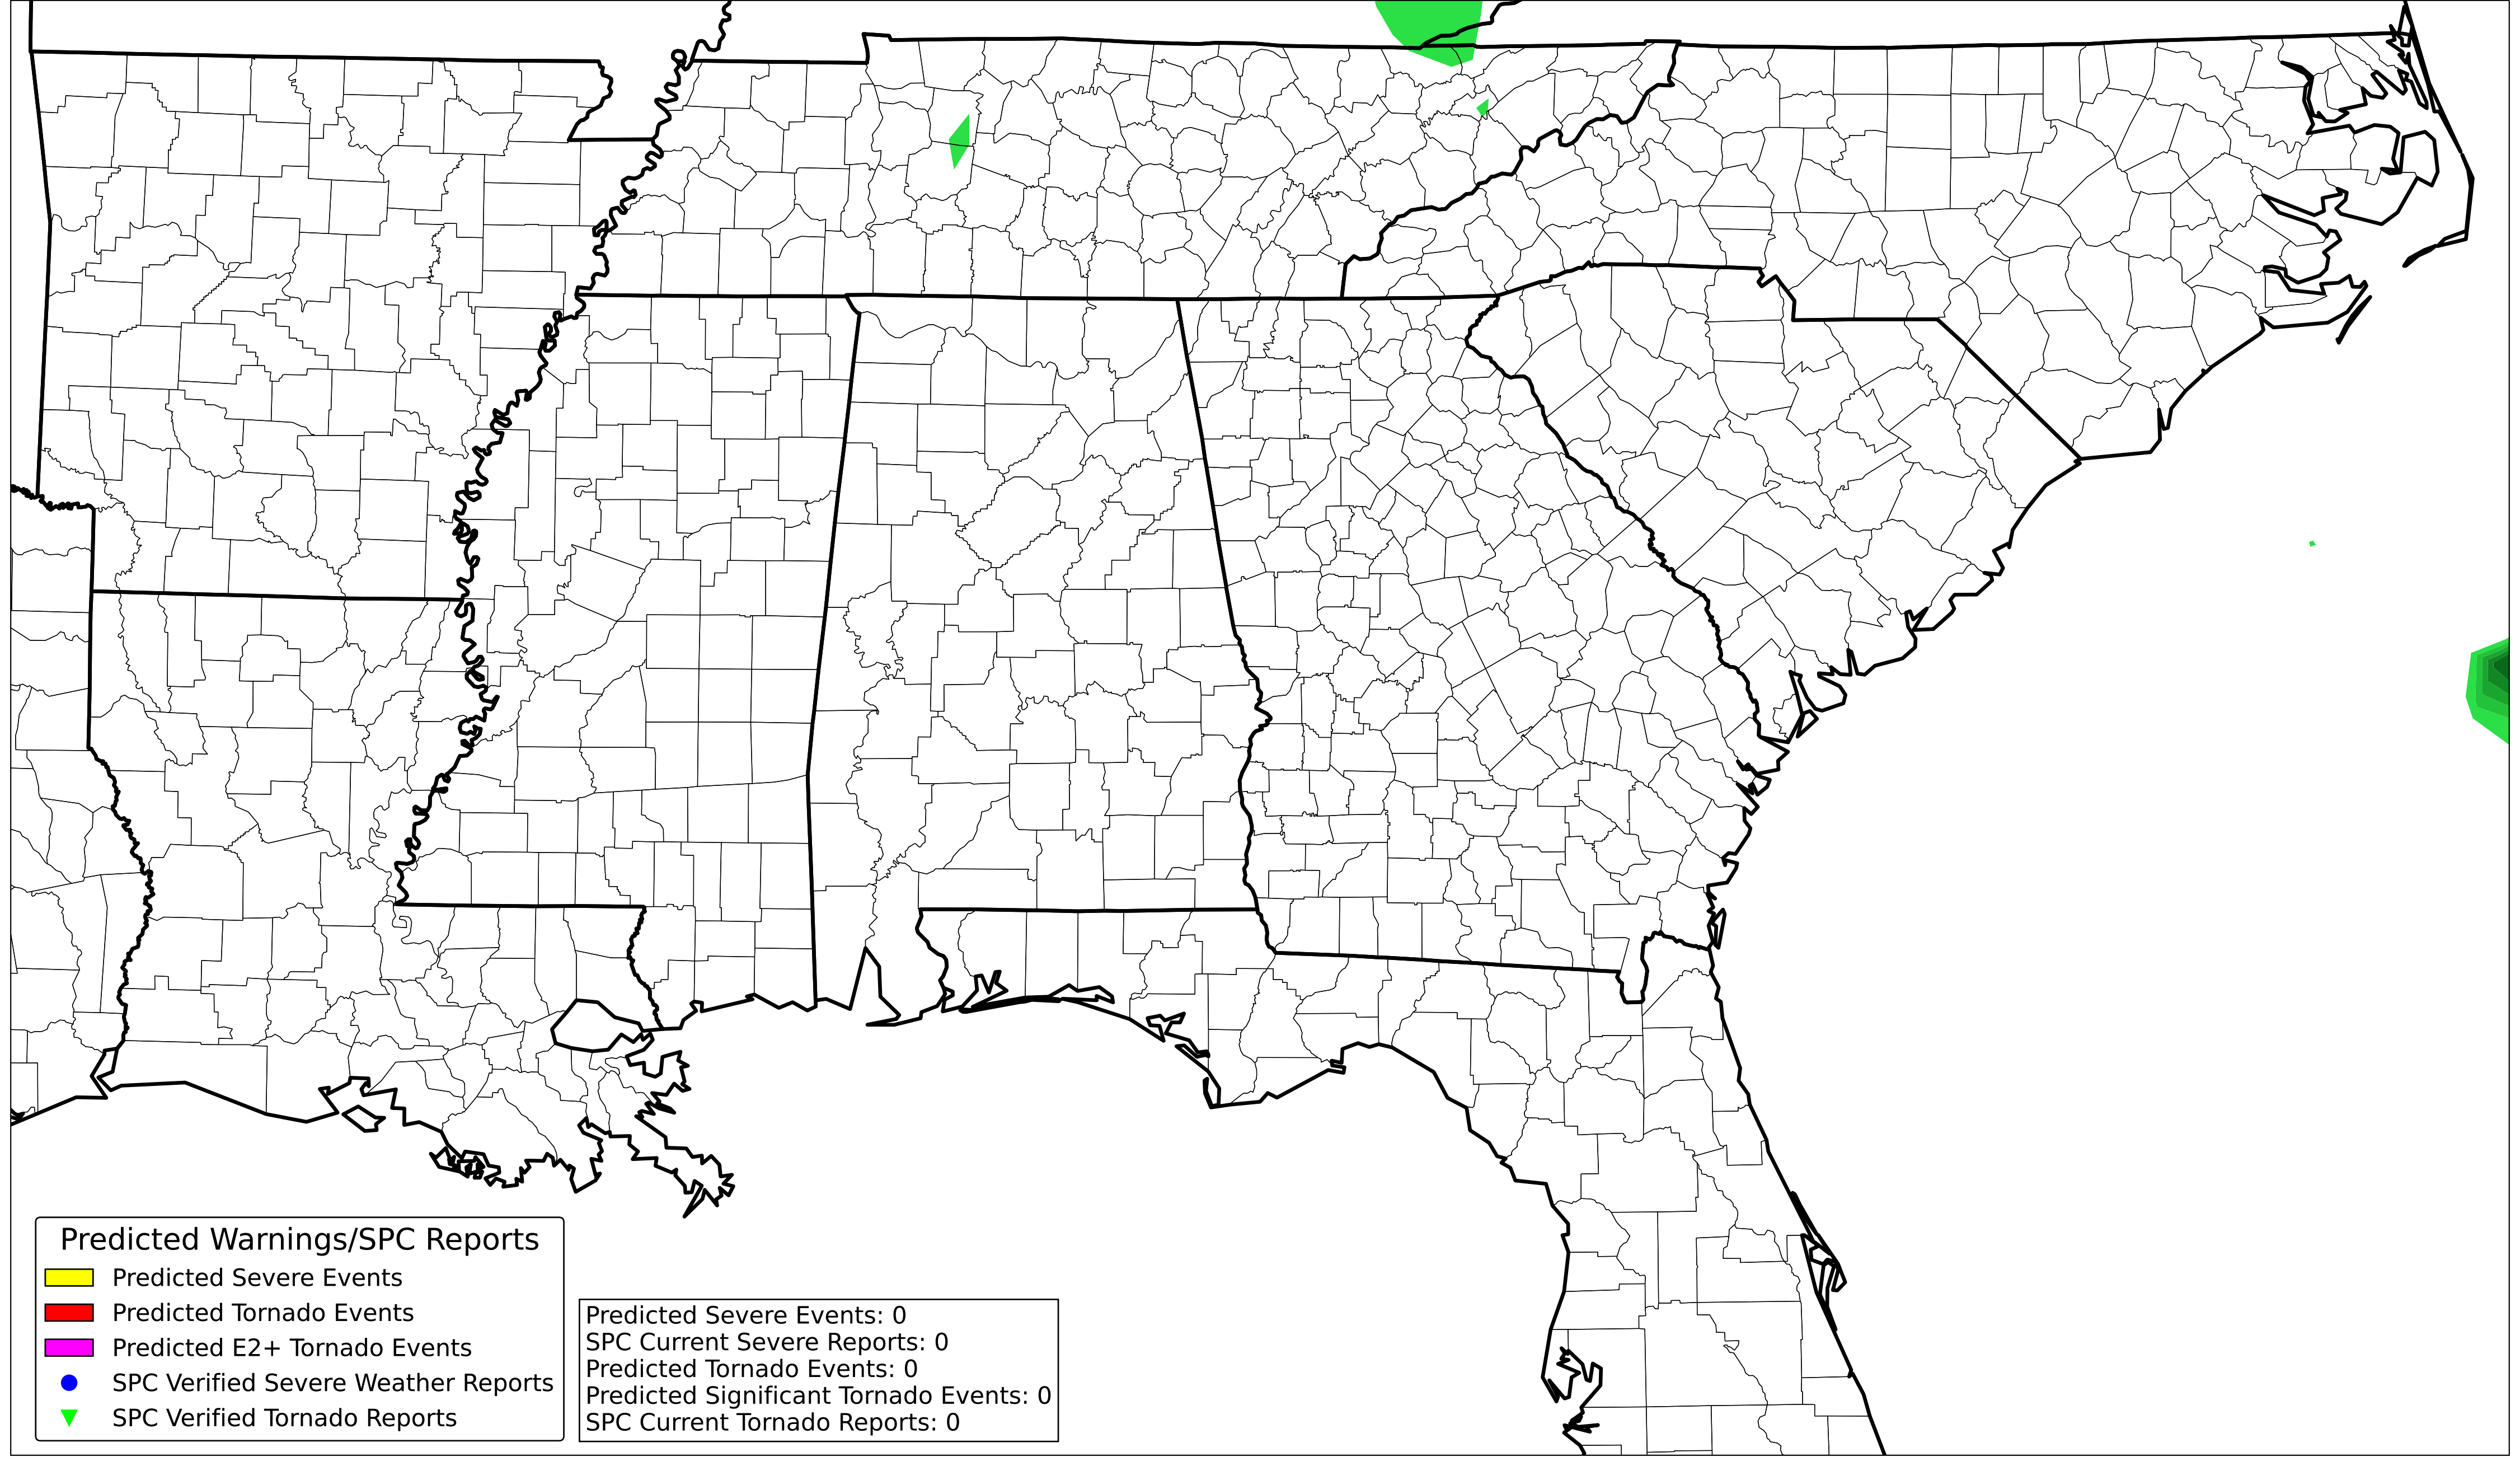 Predicted Warnings/SPC Reports
Predicted Severe Events
Predicted Tornado Events
Predicted E2+ Tornado Events
SPC Verified Severe Weather Reports
SPC Verified Tornado Reports
Predicted Severe Events: 0
SPC Current Severe Reports: 0
Predicted Tornado Events: 0
Predicted Significant Tornado Events: 0
SPC Current Tornado Reports: 0